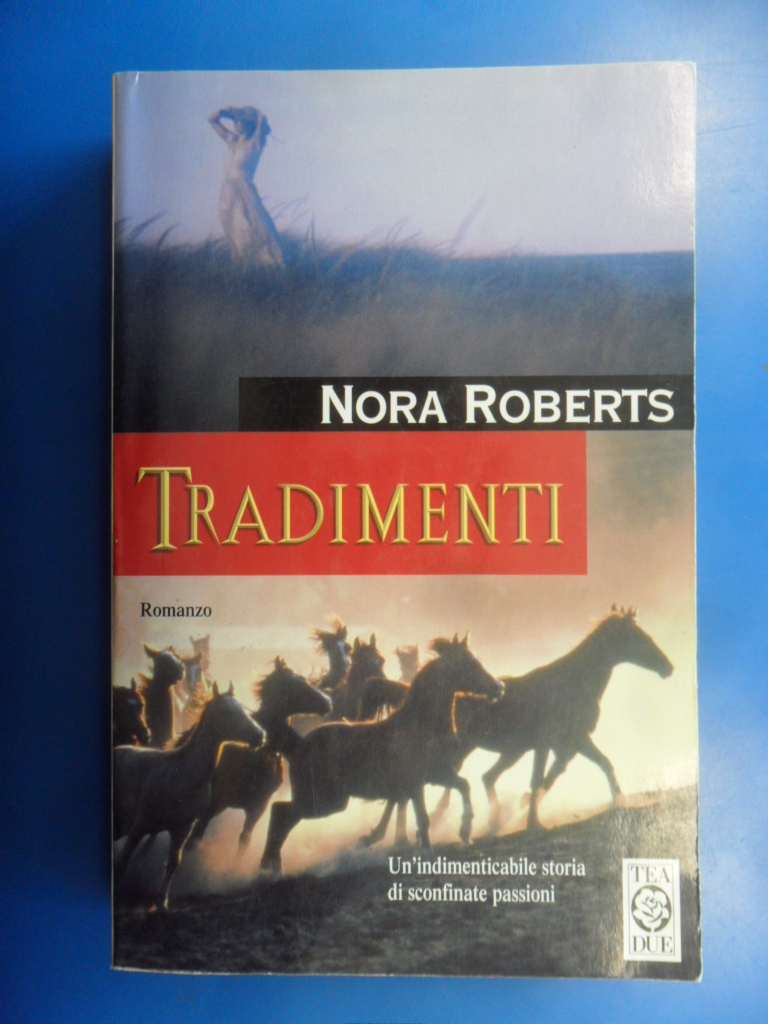 NORA ROBERTS
TRADIMENTI
Romanzo
Un'indimenticabile storia
di sconfinate passioni
TEA
DUE